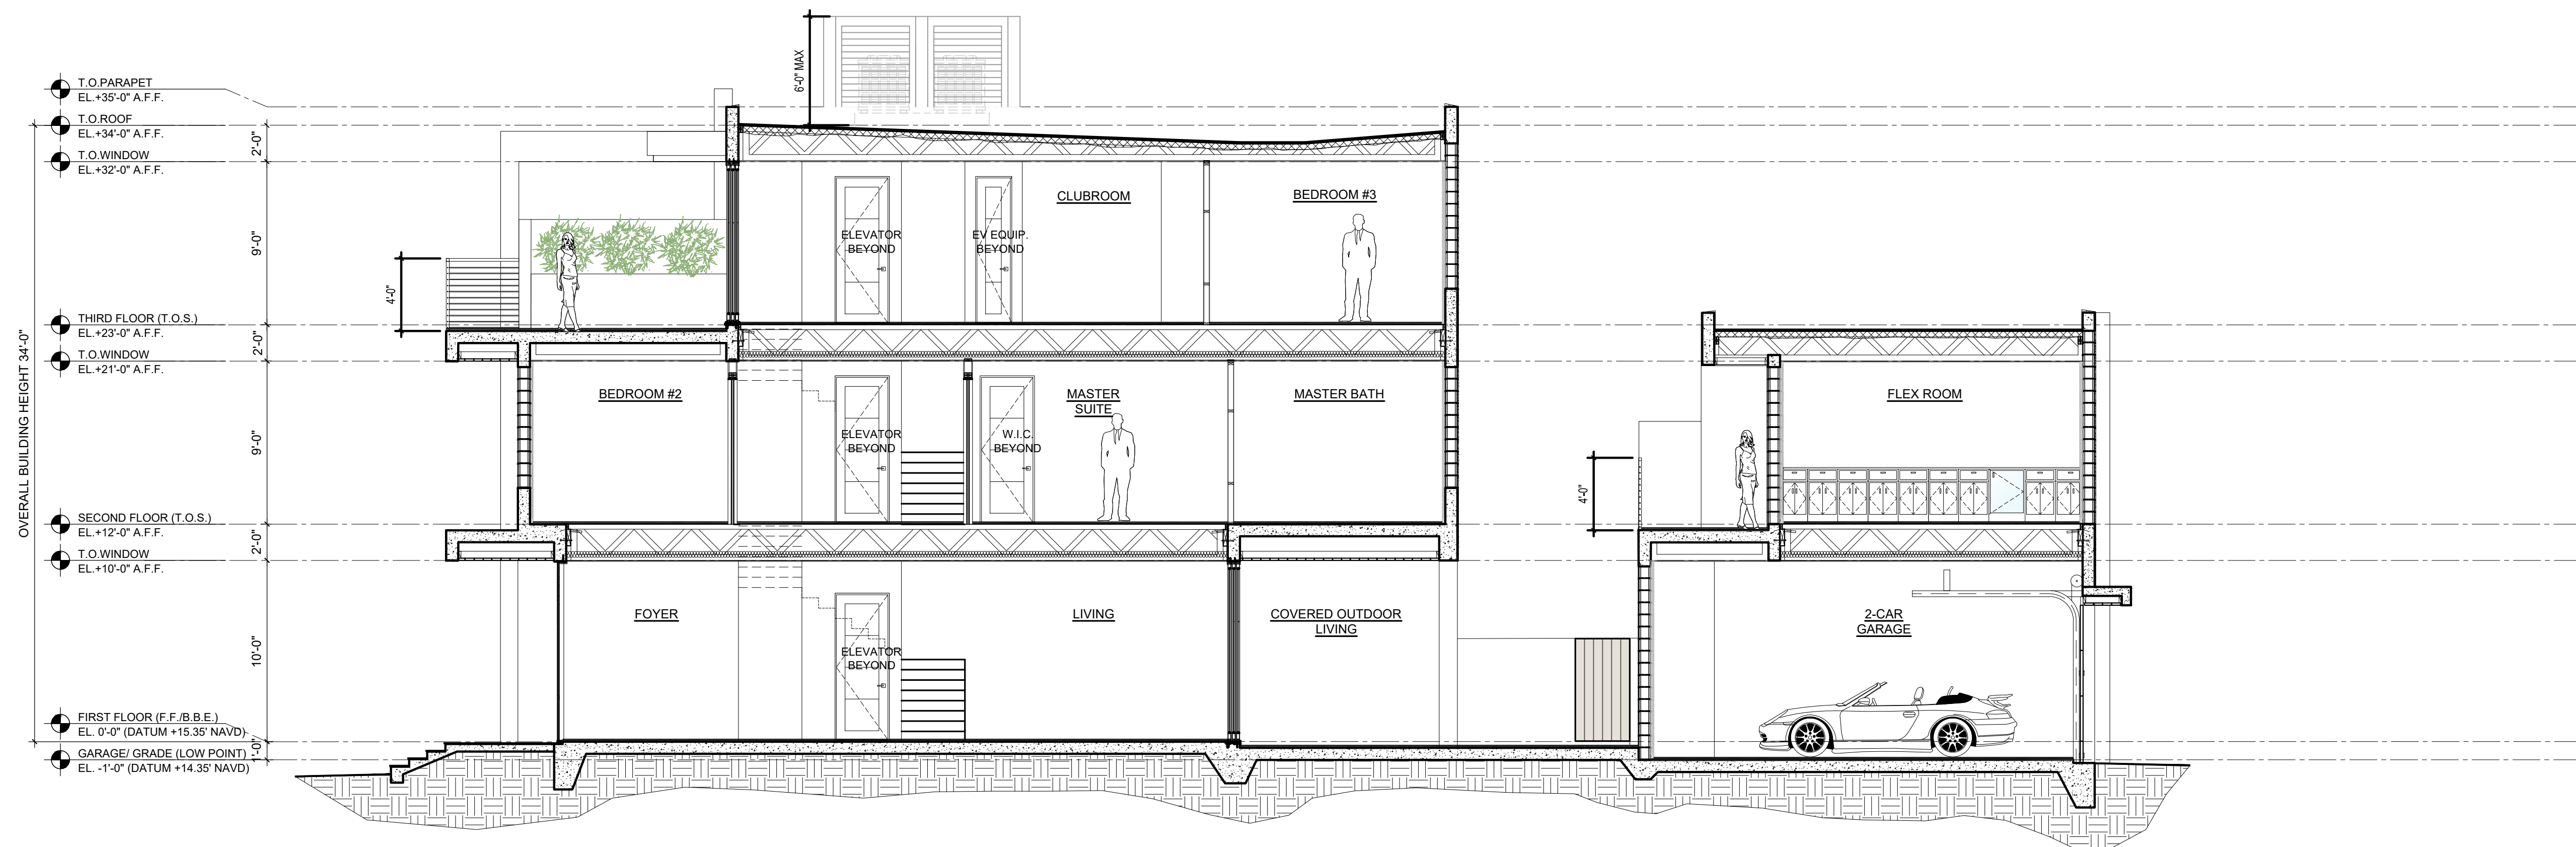 6'-0" MAX
T.O.PARAPET
EL.+35'-0" A.F.F.
T.O.ROOF
EL.+34'-0" A.F.F.
2'-0"
T.O.WINDOW
EL.+32'-0" A.F.F.
CLUBROOM
BEDROOM #3
9'-0"
ELEVATOR
BEYOND
EV EQUIP.
BEYOND
4'-0"
THIRD FLOOR (T.O.S.)
EL.+23'-0" A.F.F.
2'-0"
T.O.WINDOW
EL.+21'-0" A.F.F.
BEDROOM #2
MASTER
SUITE
MASTER BATH
FLEX ROOM
OVERALL BUILDING HEIGHT 34'-0"
9'-0"
ELEVATOR
BEYOND
W.I.C.
BEYOND
4'-0"
SECOND FLOOR (T.O.S.)
EL.+12'-0" A.F.F.
2'-0"
T.O.WINDOW
EL.+10'-0" A.F.F.
FOYER
LIVING
COVERED OUTDOOR
LIVING
2-CAR
GARAGE
10'-0"
ELEVATOR
BEYOND
FIRST FLOOR (F.F./B.B.E.)
EL. 0'-0" (DATUM +15.35' NAVD)
1'-0"
GARAGE/ GRADE (LOW POINT)
EL. -1'-0" (DATUM +14.35' NAVD)